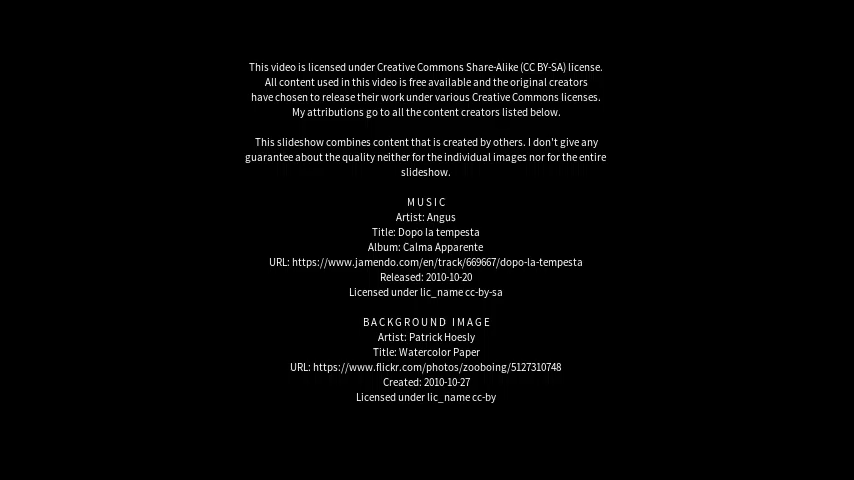 This video is licensed under Creative Commons Share-Alike (CC BY-SA) license.
All content used in this video is free available and the original creators
have chosen to release their work under various Creative Commons licenses.
My attributions go to all the content creators listed below.
This slideshow combines content that is created by others. I don't give any
guarantee about the quality neither for the individual images nor for the entire
slideshow.
MUSIC
Artist: Angus
Title: Dopo la tempesta
Album: Calma Apparente
URL: https://www.jamendo.com/en/track/669667/dopo-la-tempesta
Released: 2010-10-20
Licensed under lic_name cc-by-sa
BACKGROUND IMAGE
Artist: Patrick Hoesly
Title: Watercolor Paper
URL: https://www.flickr.com/photos/zooboing/5127310748
Created: 2010-10-27
Licensed under lic_name cc-by